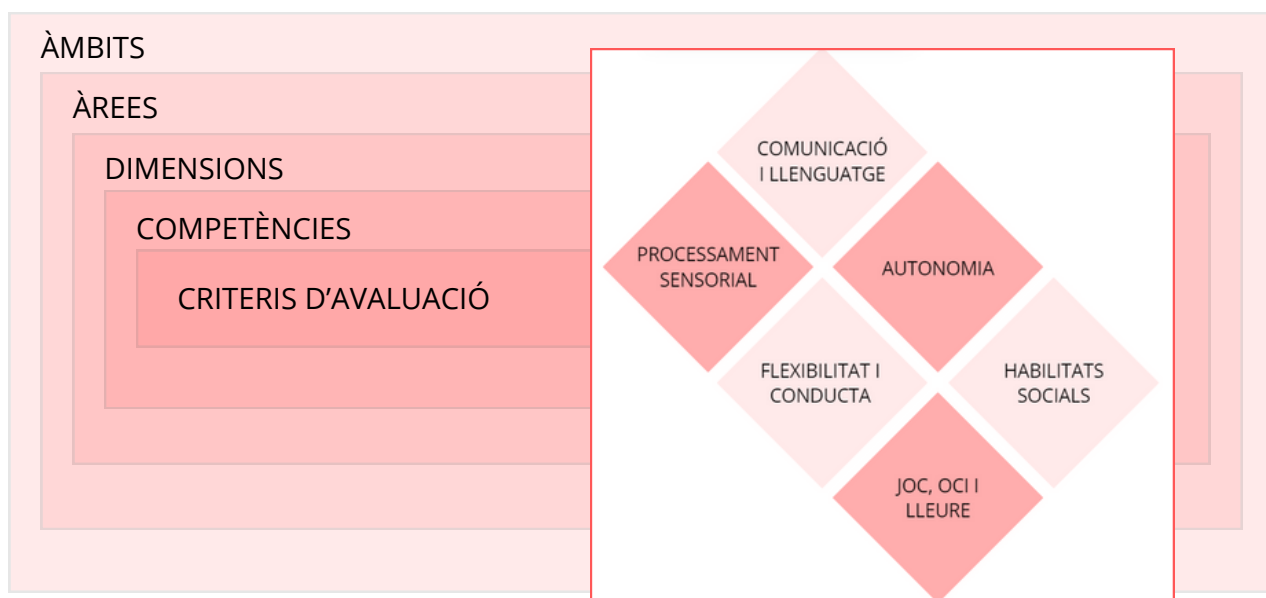 ÀMBITS
ÀREES
DIMENSIONS
COMPETÈNCIES
CRITERIS D’AVALUACIÓ
COMUNICACIÓ
I LLENGUATGE
PROCESSAMENT
SENSORIAL
AUTONOMIA
FLEXIBILITAT I
CONDUCTA
HABILITATS
SOCIALS
JOC, OCI I
LLEURE